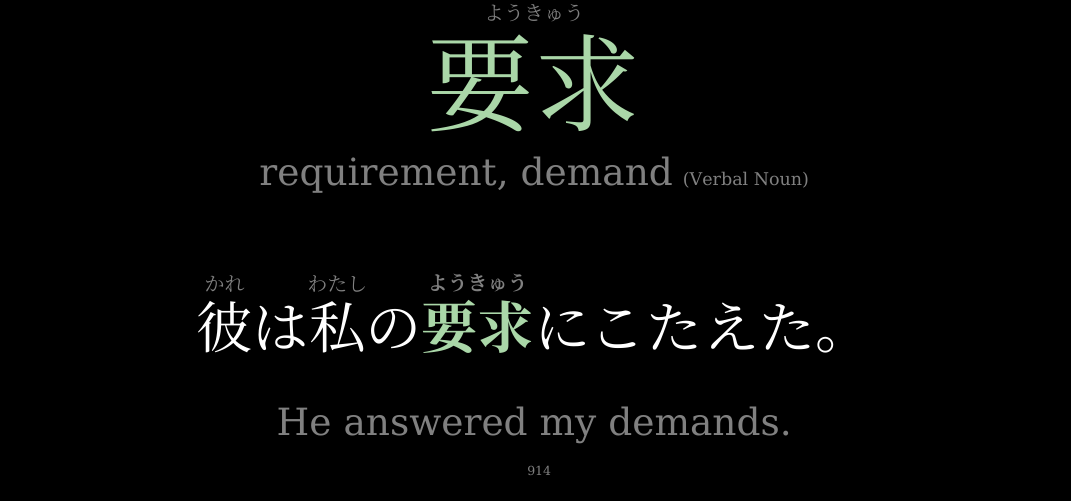 ようきゅう
要求
requirement, demand (Verbal Noun)
かれ わたし ようきゅう
彼は私の要求にこたえた。
He answered my demands.
914